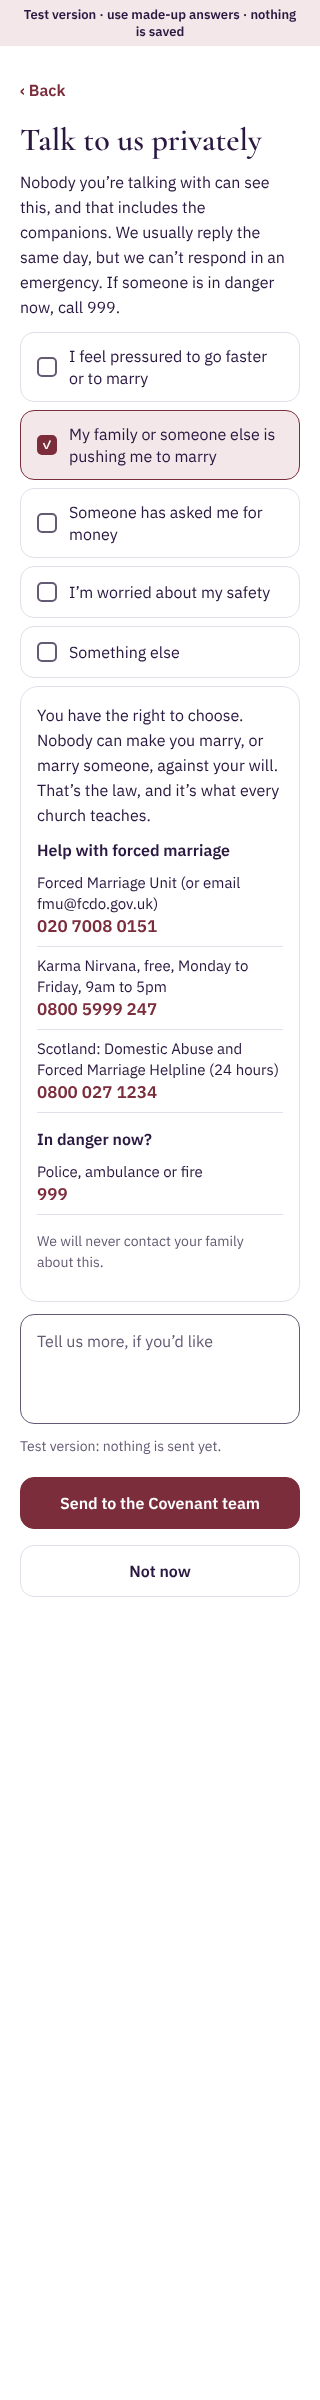 Test version · use made-up answers · nothing
is saved
‹ Back
Talk to us privately
Nobody you’re talking with can see
this, and that includes the
companions. We usually reply the
same day, but we can’t respond in an
emergency. If someone is in danger
now, call 999.
I feel pressured to go faster
or to marry
My family or someone else is
pushing me to marry
Someone has asked me for
money
I’m worried about my safety
Something else
You have the right to choose.
Nobody can make you marry, or
marry someone, against your will.
That’s the law, and it’s what every
church teaches.
Help with forced marriage
Forced Marriage Unit (or email
fmu@fcdo.gov.uk)
020 7008 0151
Karma Nirvana, free, Monday to
Friday, 9am to 5pm
0800 5999 247
Scotland: Domestic Abuse and
Forced Marriage Helpline (24 hours)
0800 027 1234
In danger now?
Police, ambulance or fire
999
We will never contact your family
about this.
Tell us more, if you’d like
Test version: nothing is sent yet.
Send to the Covenant team
Not now